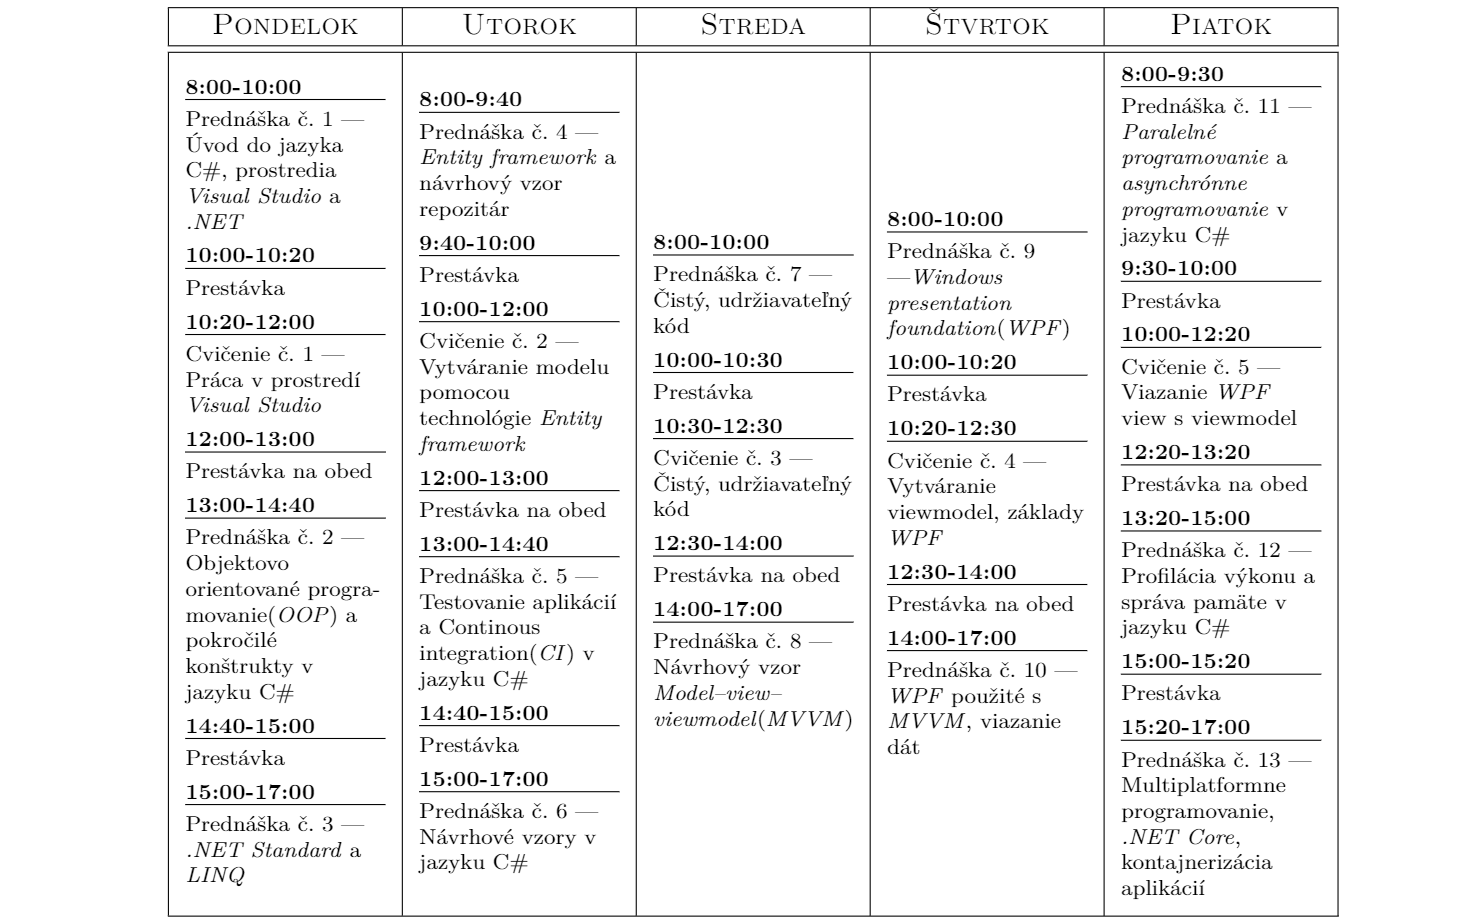 PONDELOK
8:00-10:00
Prednáška č. 1 —
Úvod do jazyka
C#, prostredia
Visual Studio a
.NET
10:00-10:20
Prestávka
10:20-12:00
Cvičenie č. 1 —
Práca v prostredí
Visual Studio
12:00-13:00
Prestávka na obed
13:00-14:40
Prednáška č. 2 —
Objektovo
orientované progra-
movanie(OOP) a
pokročilé
konštrukty v
jazyku C#
14:40-15:00
Prestávka
15:00-17:00
Prednáška č. 3 —
.NET Standard a
LINQ
UTOROK
8:00-9:40
Prednáška č. 4 —
Entity framework a
návrhový vzor
repozitár
9:40-10:00
Prestávka
10:00-12:00
Cvičenie č. 2 —
Vytváranie modelu
pomocou
technológie Entity
framework
12:00-13:00
Prestávka na obed
13:00-14:40
Prednáška č. 5 —
Testovanie aplikácií
a Continous
integration(CI) v
jazyku C#
14:40-15:00
Prestávka
15:00-17:00
Prednáška č. 6 —
Návrhové vzory v
jazyku C#
STREDA
8:00-10:00
Prednáška č. 7 —
Čistý, udržiavateľný
kód
10:00-10:30
Prestávka
10:30-12:30
Cvičenie č. 3 —
Čistý, udržiavateľný
kód
12:30-14:00
Prestávka na obed
14:00-17:00
Prednáška č. 8 —
Návrhový vzor
Model–view–
viewmodel(MVVM)
ŠTVRTOK
8:00-10:00
Prednáška č. 9
—Windows
presentation
foundation(WPF)
10:00-10:20
Prestávka
10:20-12:30
Cvičenie č. 4 —
Vytváranie
viewmodel, základy
WPF
12:30-14:00
Prestávka na obed
14:00-17:00
Prednáška č. 10 —
WPF použité s
MVVM, viazanie
dát
PIATOK
8:00-9:30
Prednáška č. 11 —
Paralelné
programovanie a
asynchrónne
programovanie v
jazyku C#
9:30-10:00
Prestávka
10:00-12:20
Cvičenie č. 5 —
Viazanie WPF
view s viewmodel
12:20-13:20
Prestávka na obed
13:20-15:00
Prednáška č. 12 —
Profilácia výkonu a
správa pamäte v
jazyku C#
15:00-15:20
Prestávka
15:20-17:00
Prednáška č. 13 —
Multiplatformne
programovanie,
.NET Core,
kontajnerizácia
aplikácií